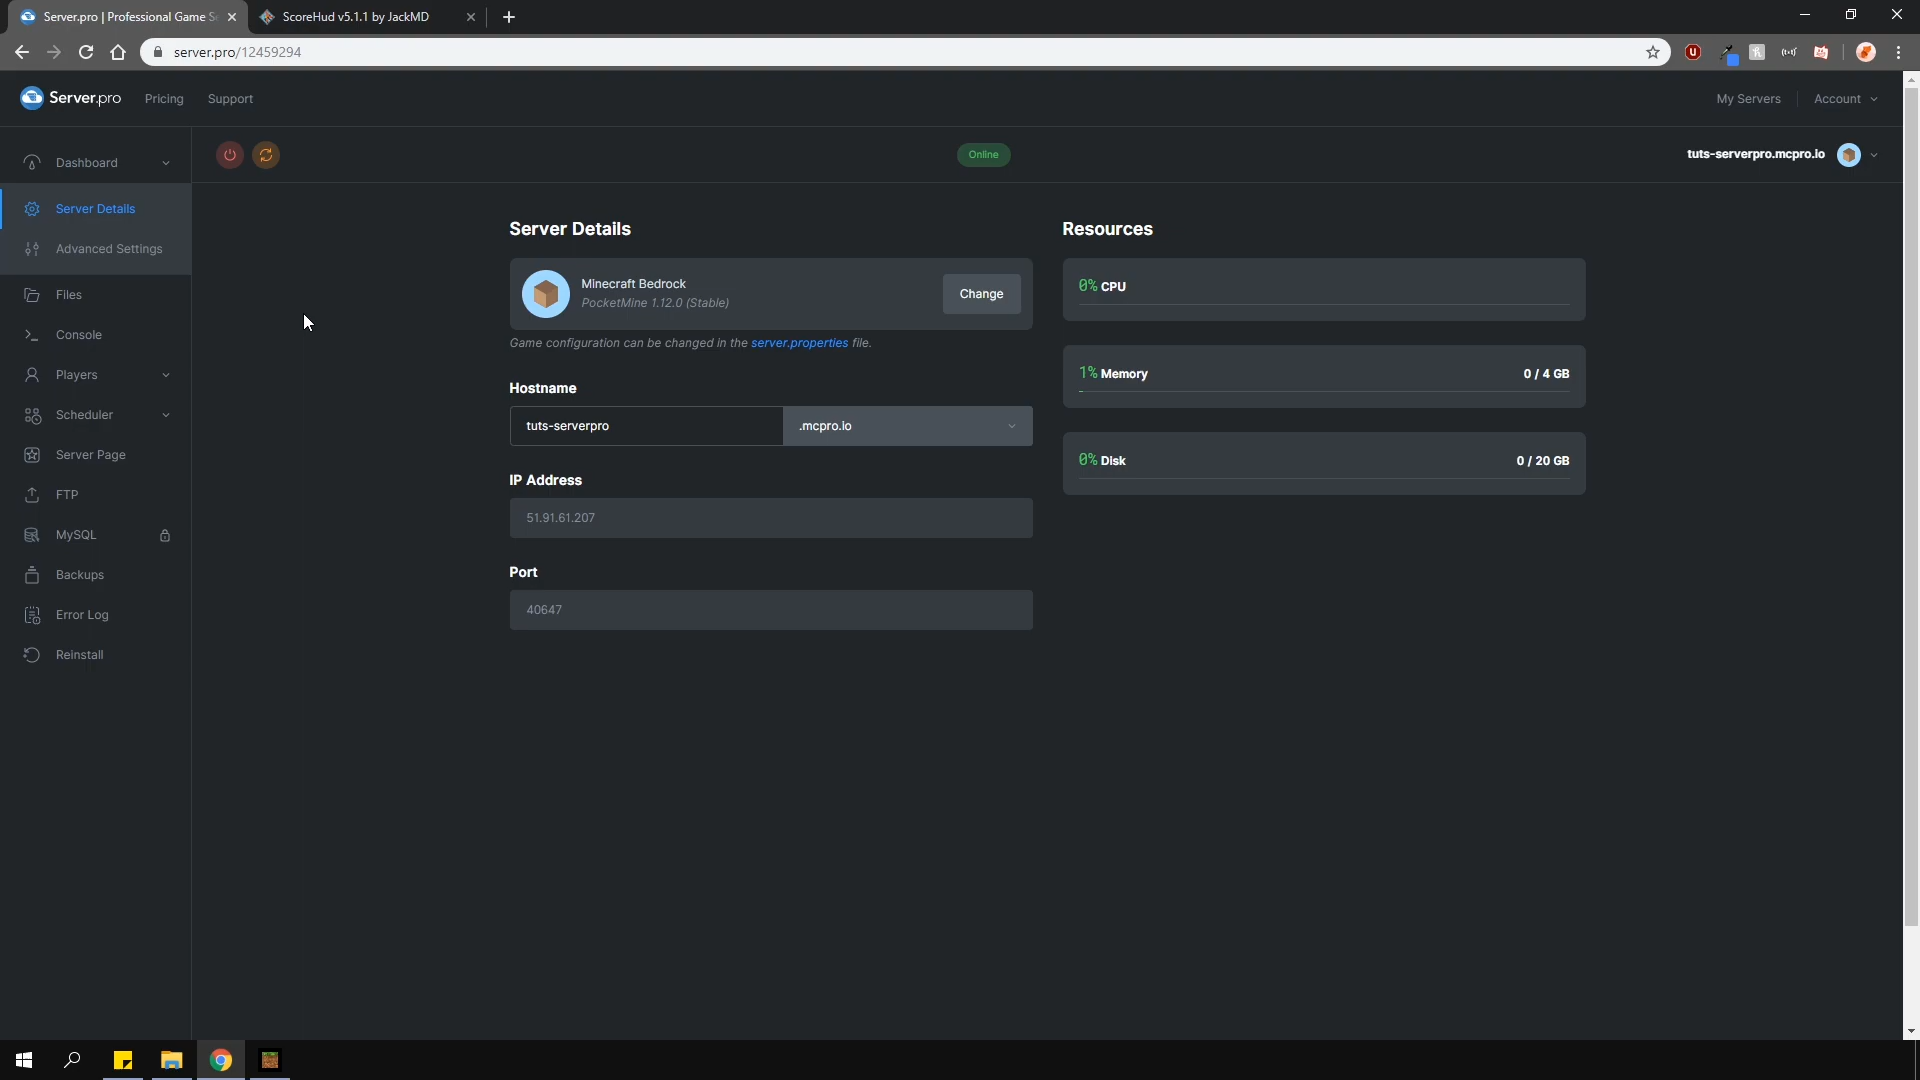 Server.pro | Professional Game S
ScoreHud v5.1.1 by JackMD
server.pro/12459294
Server.pro
Pricing
Support
My Servers
Account
Dashboard
Online
tuts-serverpro.mcpro.io
Server Details
Advanced Settings
Files
Console
Players
Scheduler
Server Page
FTP
MySQL
Backups
Error Log
Reinstall
Server Details
Minecraft Bedrock
PocketMine 1.12.0 (Stable)
Change
Game configuration can be changed in the server.properties file.
Hostname
tuts-serverpro
.mcpro.io
IP Address
51.91.61.207
Port
40647
Resources
0% CPU
1% Memory
0 / 4 GB
0% Disk
0 / 20 GB